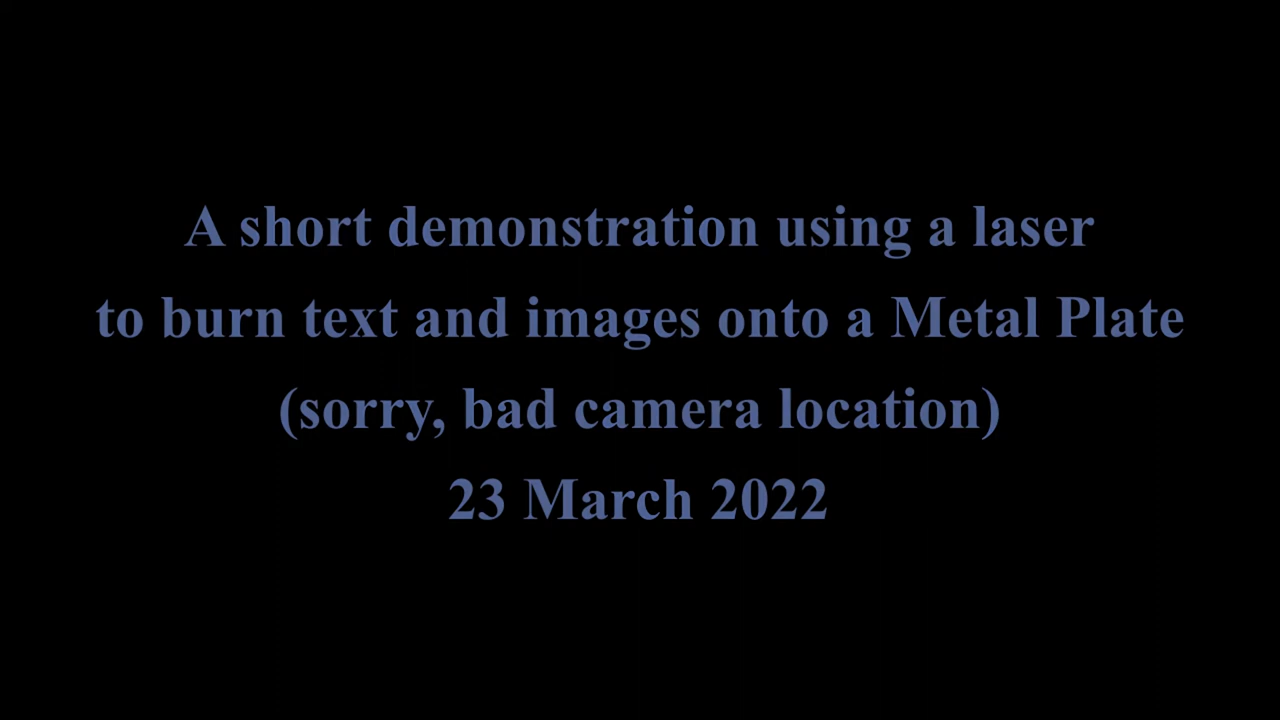 A short demonstration using a laser
to burn text and images onto a Metal Plate
(sorry, bad camera location)
23 March 2022